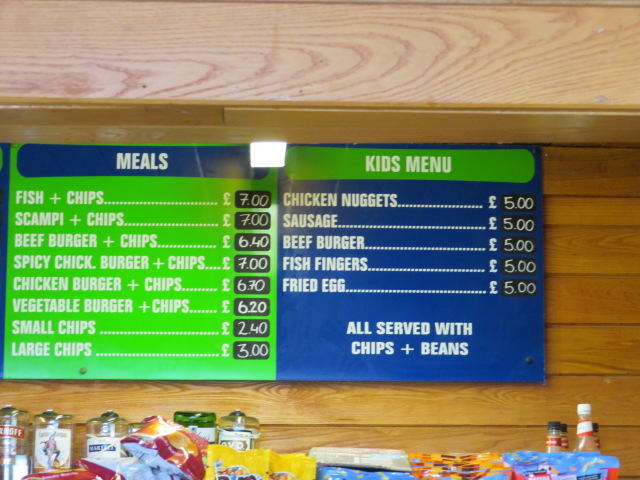 MEALS
FISH + CHIPS........................ £ 7.00
SCAMPI + CHIPS.................... £ 7.00
BEEF BURGER + CHIPS............ £ 6.40
SPICY CHICK. BURGER + CHIPS.... £ 7.00
CHICKEN BURGER + CHIPS........ £ 6.70
VEGETABLE BURGER +CHIPS...... £ 6.20
SMALL CHIPS ........................ £ 2.40
LARGE CHIPS ......................... £ 3.00
KIDS MENU
CHICKEN NUGGETS..................... £ 5.00
SAUSAGE..................................... £ 5.00
BEEF BURGER.............................. £ 5.00
FISH FINGERS.............................. £ 5.00
FRIED EGG................................... £ 5.00
ALL SERVED WITH
CHIPS + BEANS